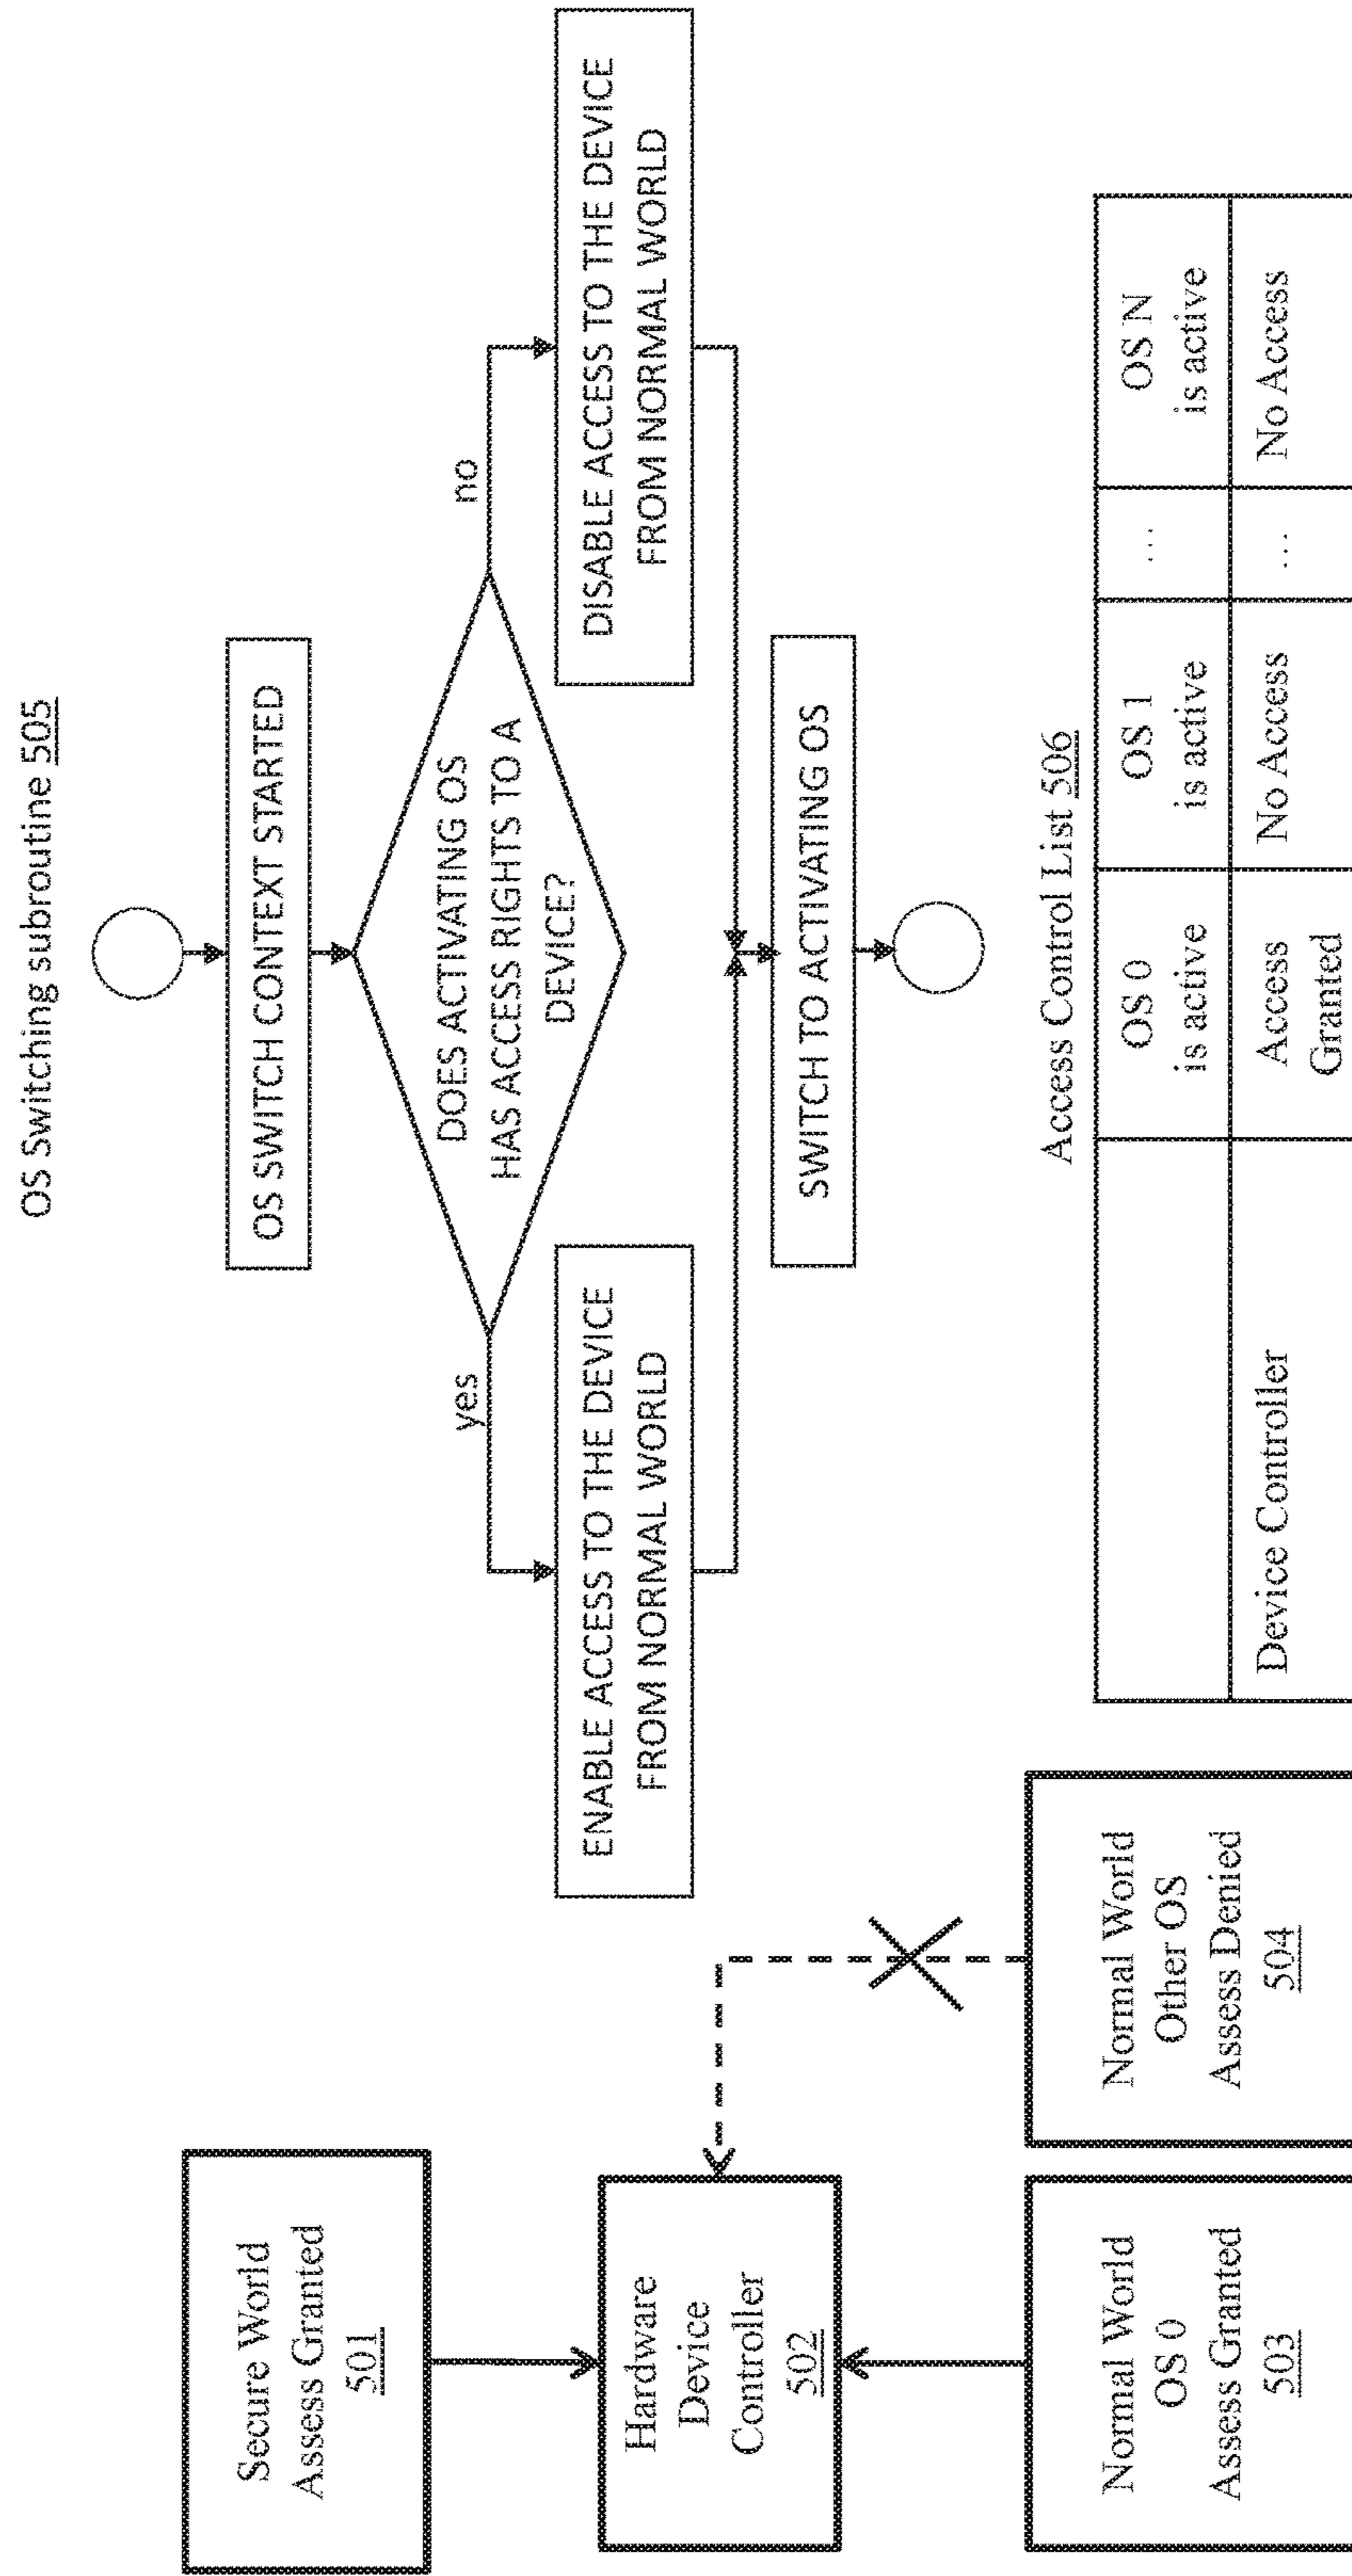 Secure World
Assess Granted
501
Hardware
Device
Controller
502
Normal World
OS 0
Assess Granted
503
Normal World
Other OS
Assess Denied
504
OS Switching subroutine 505
OS SWITCH CONTEXT STARTED
DOES ACTIVATING OS
HAS ACCESS RIGHTS TO A
DEVICE?
yes
no
ENABLE ACCESS TO THE DEVICE
FROM NORMAL WORLD
DISABLE ACCESS TO THE DEVICE
FROM NORMAL WORLD
SWITCH TO ACTIVATING OS
Access Control List 506
OS 0
is active
OS 1
is active
...
OS N
is active
Device Controller
Access
Granted
No Access
...
No Access